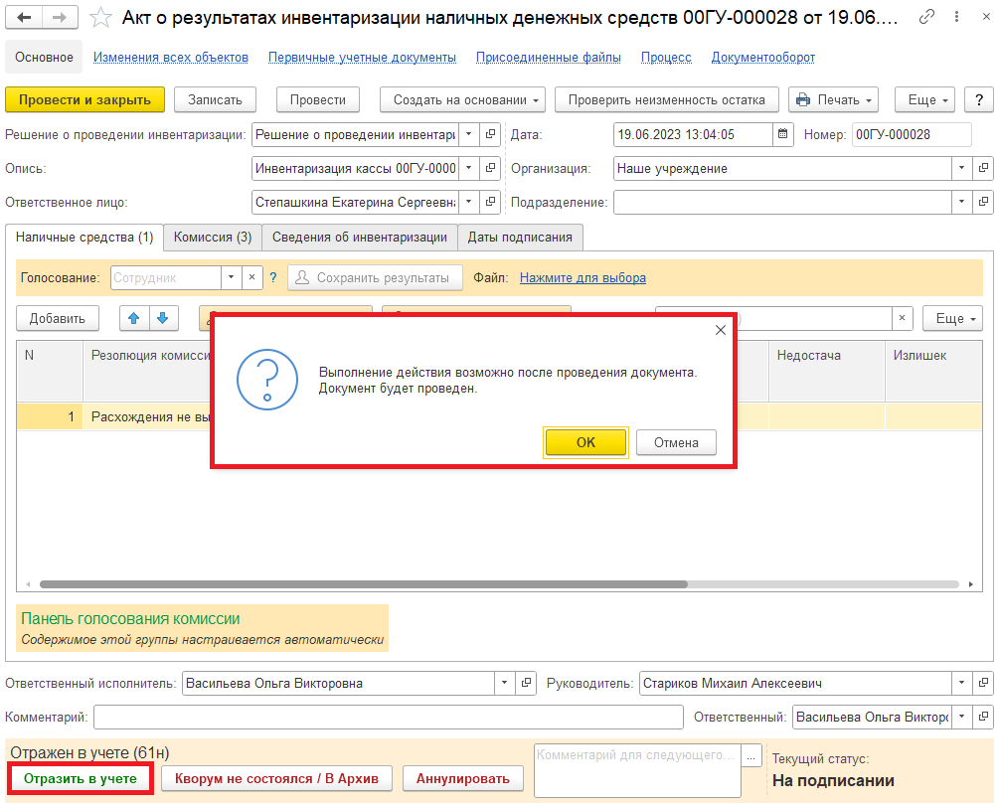 Акт о результатах инвентаризации наличных денежных средств 00ГУ-000028 от 19.06....
Основное Изменения всех объектов Первичные учетные документы Присоединенные файлы Процесс Документооборот
Провести и закрыть Записать Провести Создать на основании Проверить неизменность остатка Печать Еще ?
Решение о проведении инвентаризации: Решение о проведении инвентар Дата: 19.06.2023 13:04:05 Номер: 00ГУ-000028
Опись: Инвентаризация кассы 00ГУ-0000 Организация: Наше учреждение
Ответственное лицо: Степашкина Екатерина Сергеевн Подразделение:
Наличные средства (1) Комиссия (3) Сведения об инвентаризации Даты подписания
Голосование: Сотрудник ? Сохранить результаты Файл: Нажмите для выбора
Добавить Еще
N Резолюция комисси Недостача Излишек
1 Расхождения не вы
Выполнение действия возможно после проведения документа.
Документ будет проведен.
OK Отмена
Панель голосования комиссии
Содержимое этой группы настраивается автоматически
Ответственный исполнитель: Васильева Ольга Викторовна Руководитель: Стариков Михаил Алексеевич
Комментарий: Ответственный: Васильева Ольга Викторо
Отражен в учете (61н)
Отразить в учете Кворум не состоялся / В Архив Аннулировать Комментарий для следующего... ... Текущий статус:
На подписании